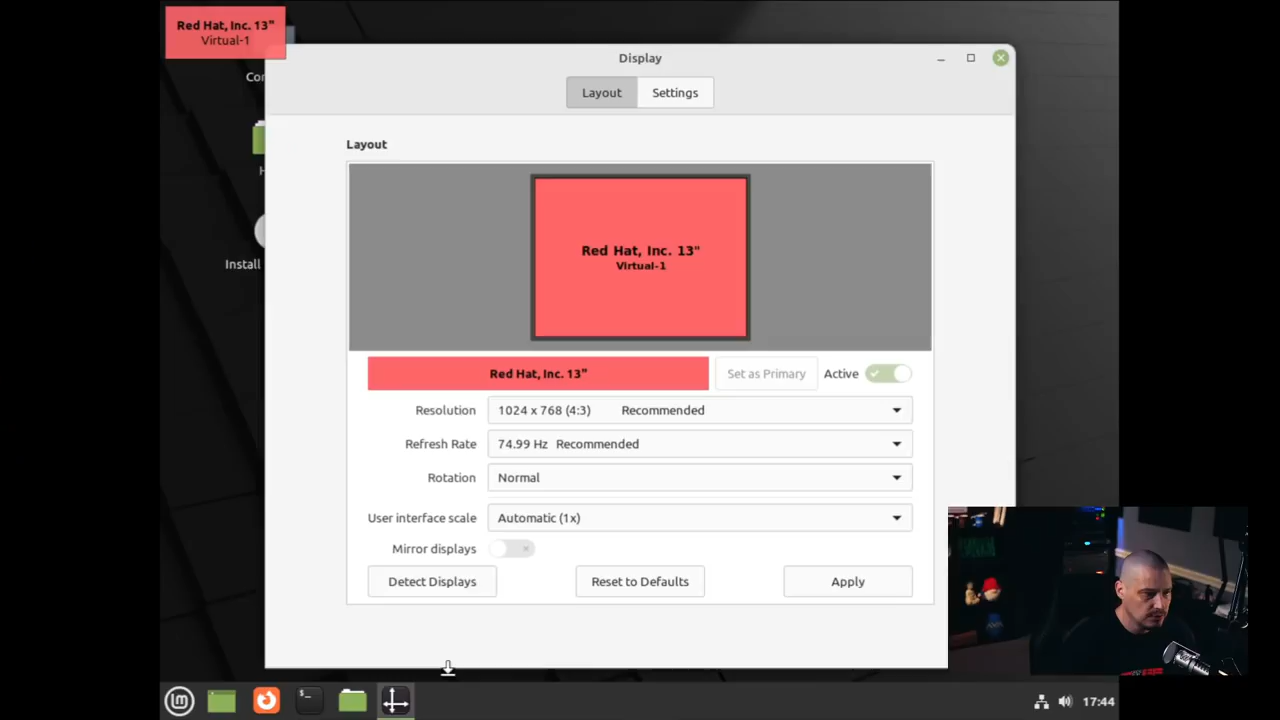 Red Hat, Inc. 13"
Virtual-1
Display
Layout
Settings
Layout
Red Hat, Inc. 13"
Virtual-1
Red Hat, Inc. 13"
Set as Primary
Active
Resolution
1024 x 768 (4:3) Recommended
Refresh Rate
74.99 Hz Recommended
Rotation
Normal
User interface scale
Automatic (1x)
Mirror displays
Detect Displays
Reset to Defaults
Apply
Install
17:44